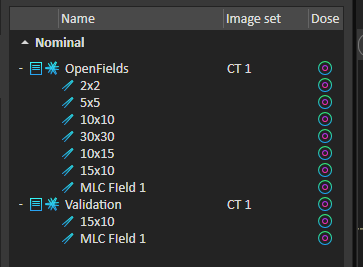 Name Image set Dose
Nominal
- OpenFields CT 1
2x2
5x5
10x10
30x30
10x15
15x10
MLC FIeld 1
- Validation CT 1
15x10
MLC FIeld 1